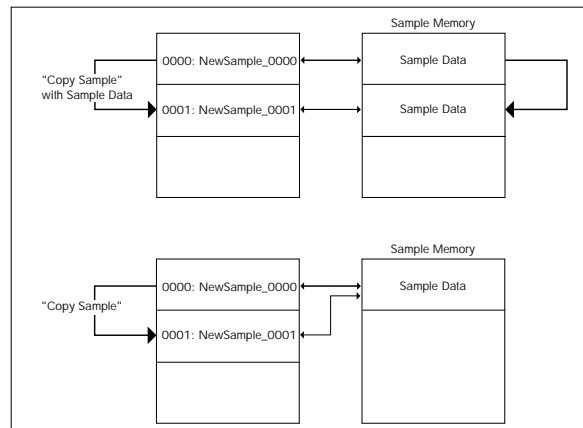 Sample Memory
0000: NewSample_0000
Sample Data
"Copy Sample"
with Sample Data
0001: NewSample_0001
Sample Data
Sample Memory
0000: NewSample_0000
Sample Data
"Copy Sample"
0001: NewSample_0001